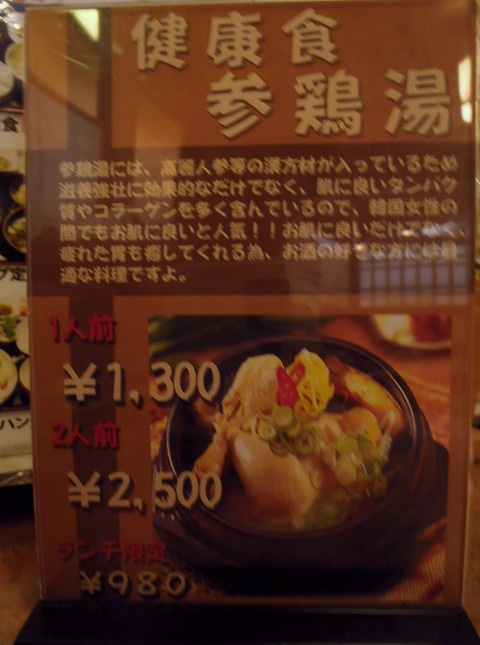 健康食
参鶏湯
参鶏湯には、高麗人参等の漢方材が入っているため
滋養強壮に効果的なだけでなく、肌に良いタンパク
質やコラーゲンを多く含んでいるので、韓国女性の
間でもお肌に良いと人気！！お肌に良いだけでなく、
疲れた胃も癒してくれる為、お酒の好きな方には最
適な料理ですよ。
1人前
¥1,300
2人前
¥2,500
ランチ限定
¥980
食
プ定
ハン